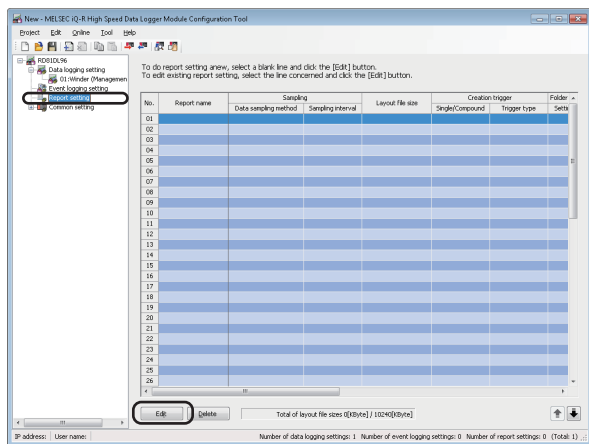 New - MELSEC iQ-R High Speed Data Logger Module Configuration Tool
Project Edit Online Tool Help
RD81DL96
Data logging setting
01:Winder (Managemen
Event logging setting
Report setting
Common setting
To do report setting anew, select a blank line and click the [Edit] button.
To edit existing report setting, select the line concerned and click the [Edit] button.
No. Report name Sampling Layout file size Creation trigger Folder
Data sampling method Sampling interval Single/Compound Trigger type Setti
01
02
03
04
05
06
07
08
09
10
11
12
13
14
15
16
17
18
19
20
21
22
23
24
25
26
Edit Delete Total of layout file sizes 0[KByte] / 10240[KByte]
IP address: User name: Number of data logging settings: 1 Number of event logging settings: 0 Number of report settings: 0 (Total: 1)